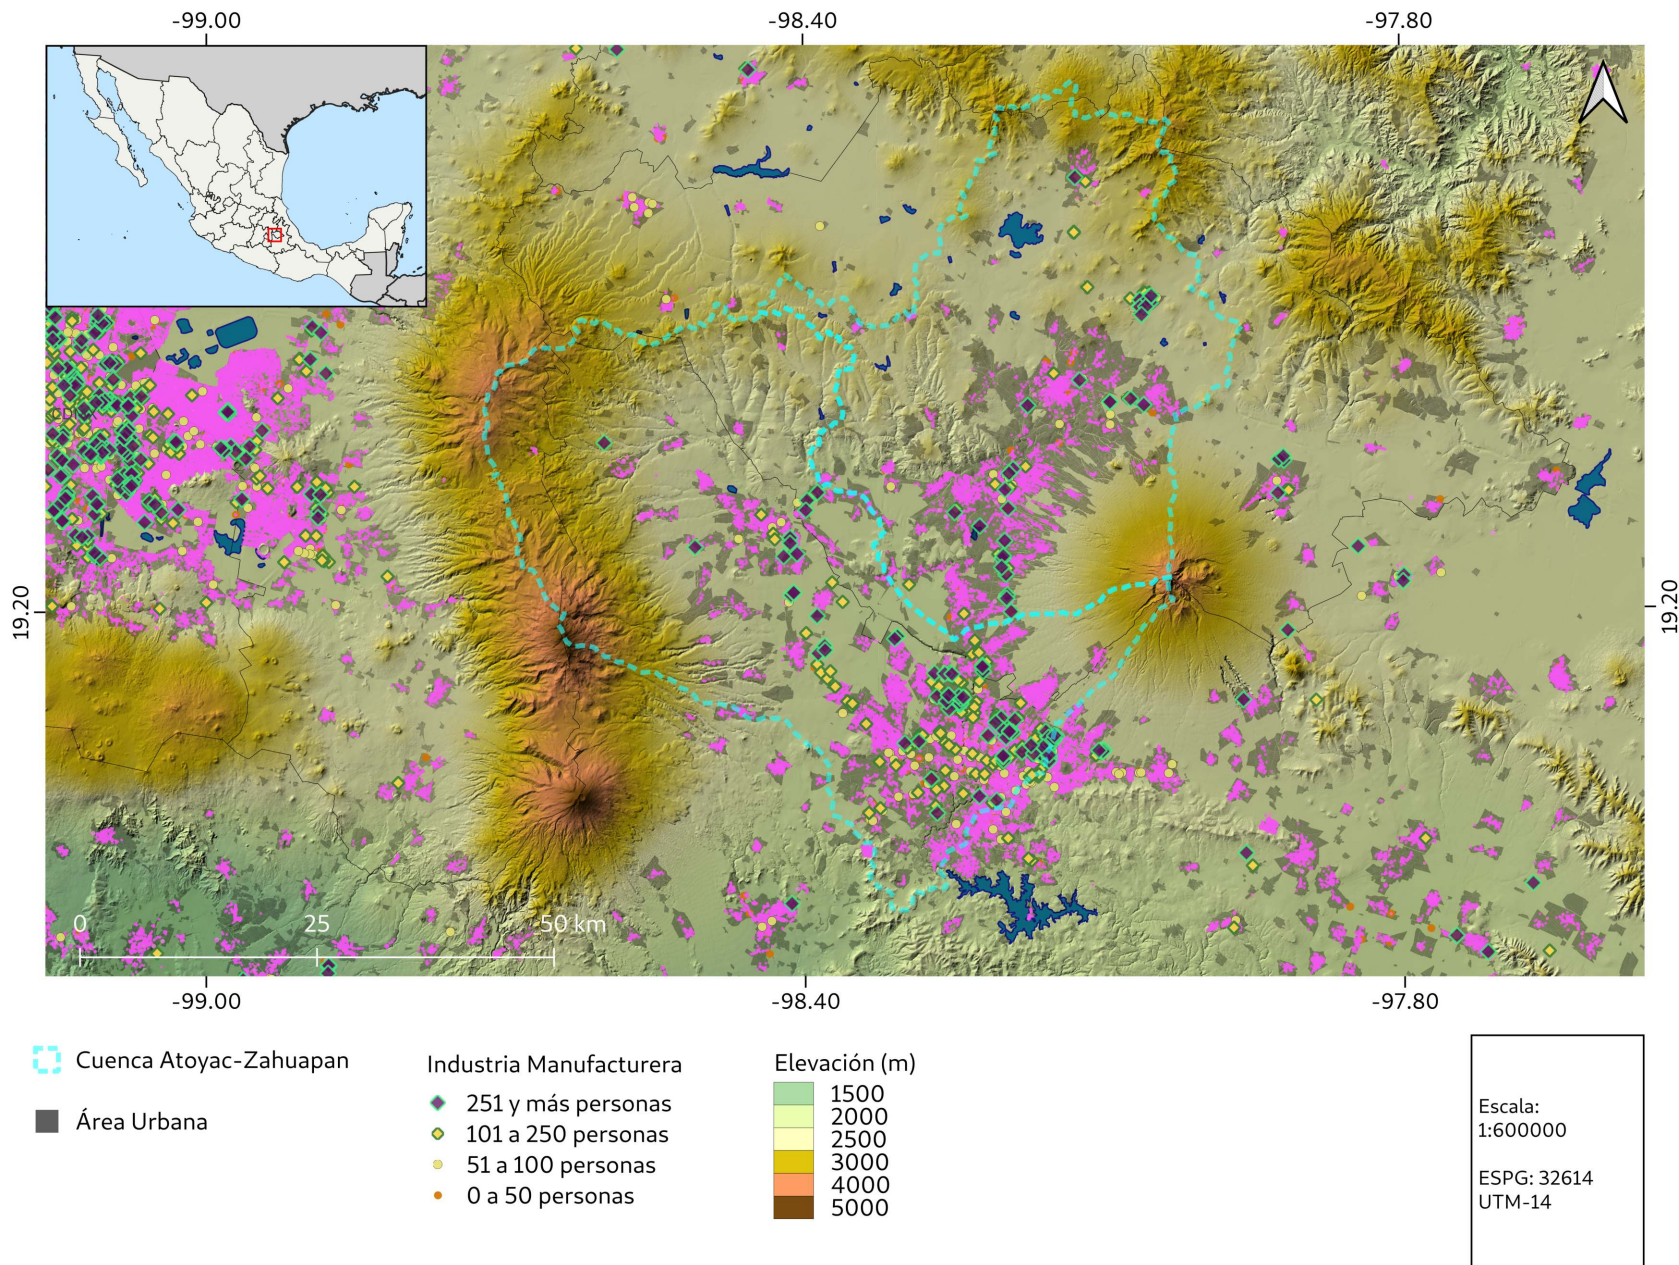 -99.00
-98.40
-97.80
19.20
19.20
0
25
50 km
-99.00
-98.40
-97.80
Cuenca Atoyac-Zahuapan
Área Urbana
Industria Manufacturera
251 y más personas
101 a 250 personas
51 a 100 personas
0 a 50 personas
Elevación (m)
1500
2000
2500
3000
4000
5000
Escala:
1:600000
ESPG: 32614
UTM-14